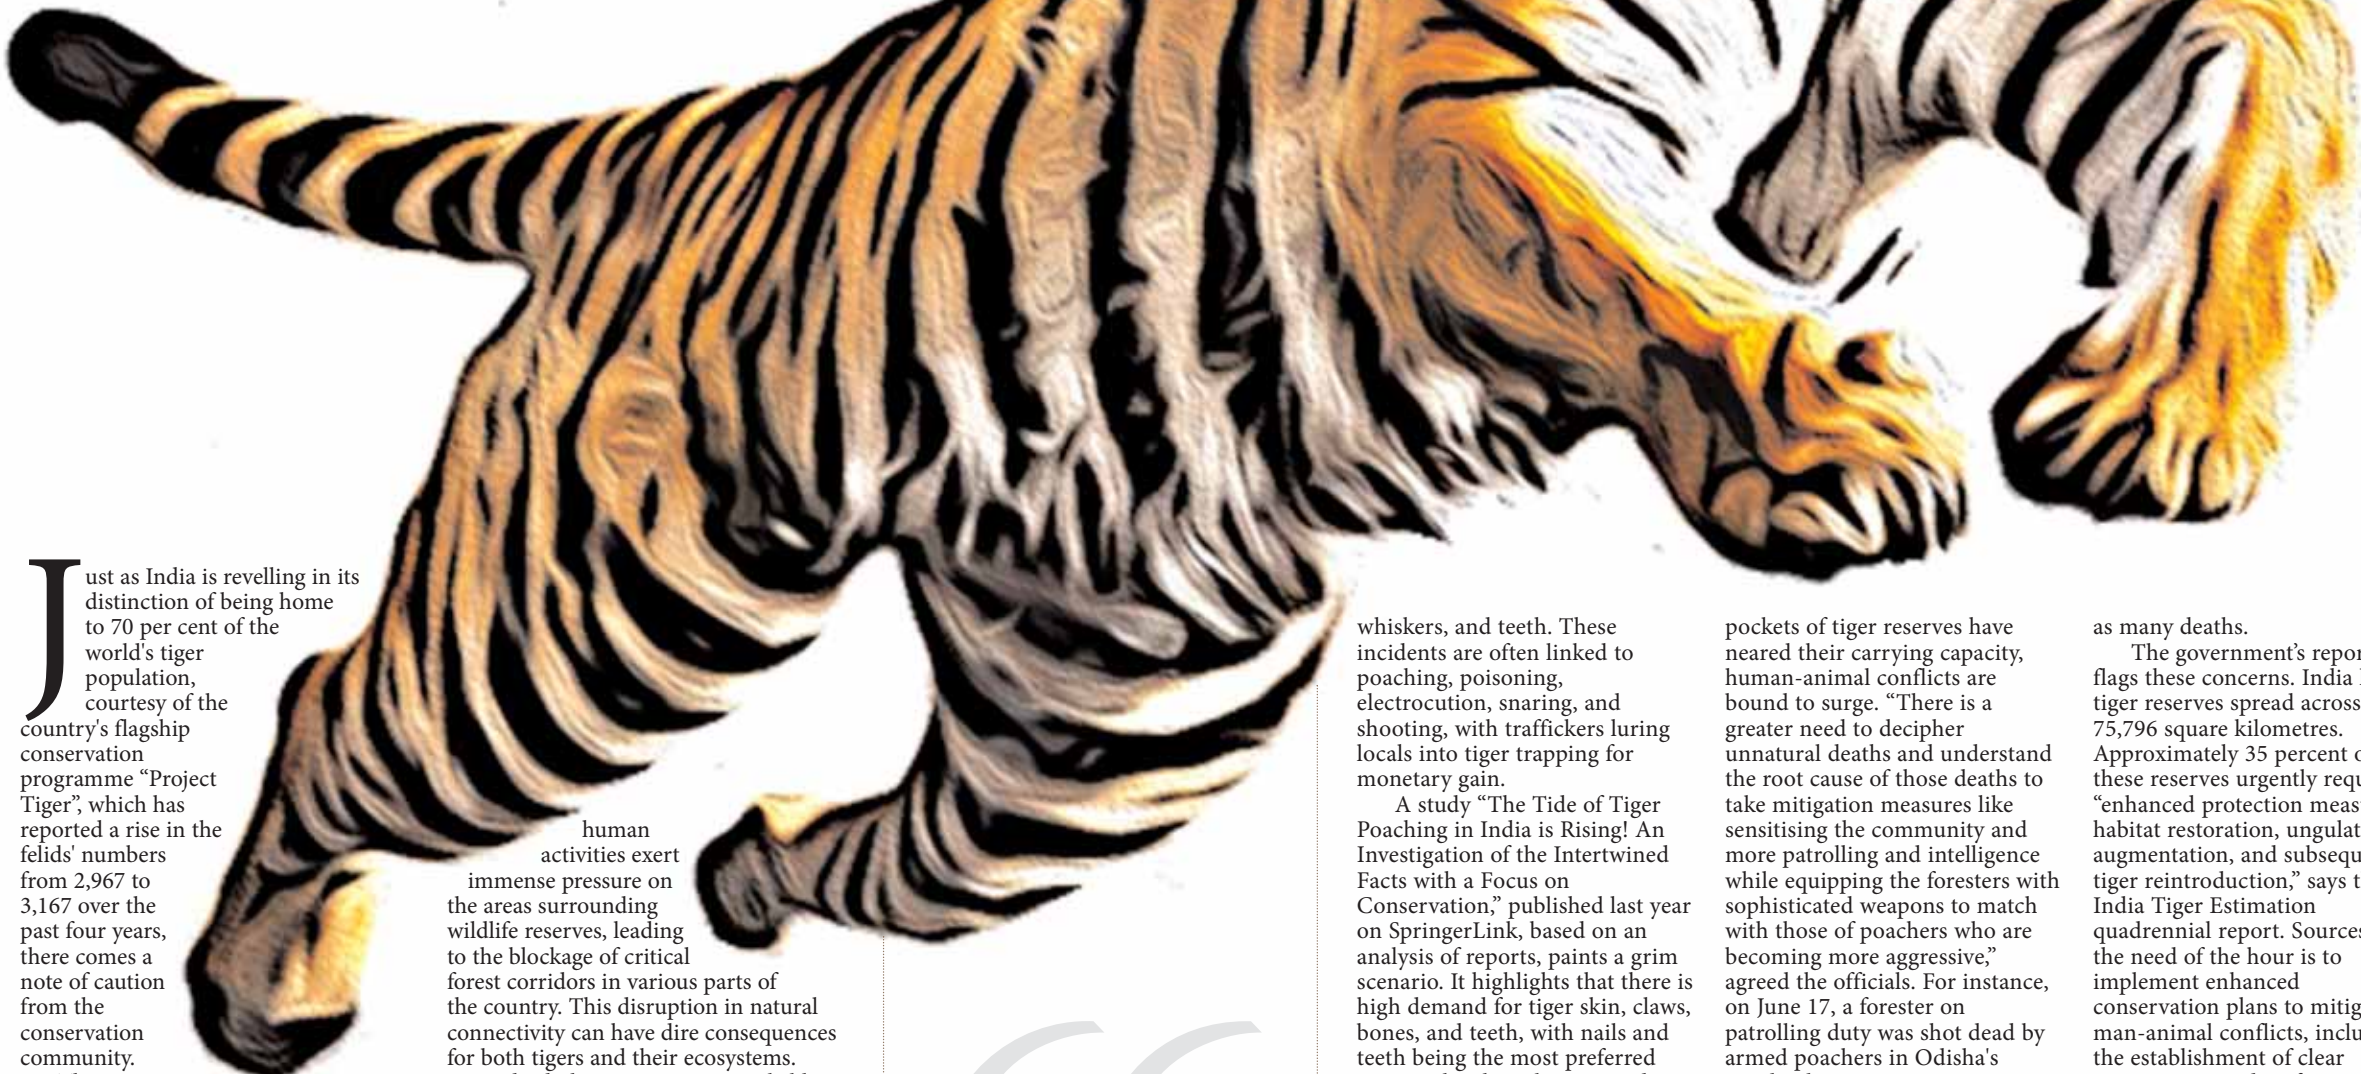 Just as India is revelling in its
distinction of being home
to 70 per cent of the
world's tiger
population,
courtesy of the
country's flagship
conservation
programme “Project
Tiger”, which has
reported a rise in the
felids' numbers
from 2,967 to
3,167 over the
past four years,
there comes a
note of caution
from the
conservation
community.
human
activities exert
immense pressure on
the areas surrounding
wildlife reserves, leading
to the blockage of critical
forest corridors in various parts of
the country. This disruption in natural
connectivity can have dire consequences
for both tigers and their ecosystems.
whiskers, and teeth. These
incidents are often linked to
poaching, poisoning,
electrocution, snaring, and
shooting, with traffickers luring
locals into tiger trapping for
monetary gain.
A study “The Tide of Tiger
Poaching in India is Rising! An
Investigation of the Intertwined
Facts with a Focus on
Conservation,” published last year
on SpringerLink, based on an
analysis of reports, paints a grim
scenario. It highlights that there is
high demand for tiger skin, claws,
bones, and teeth, with nails and
teeth being the most preferred
pockets of tiger reserves have
neared their carrying capacity,
human-animal conflicts are
bound to surge. “There is a
greater need to decipher
unnatural deaths and understand
the root cause of those deaths to
take mitigation measures like
sensitising the community and
more patrolling and intelligence
while equipping the foresters with
sophisticated weapons to match
with those of poachers who are
becoming more aggressive,”
agreed the officials. For instance,
on June 17, a forester on
patrolling duty was shot dead by
armed poachers in Odisha's
as many deaths.
The government’s
flags these concerns. India
tiger reserves spread across
75,796 square kilometres.
Approximately 35 percent
these reserves urgently
“enhanced protection
habitat restoration,
augmentation, and
tiger reintroduction,” says
India Tiger Estimation
quadrennial report.
the need of the hour is to
implement enhanced
conservation plans to
man-animal conflicts,
the establishment of clear